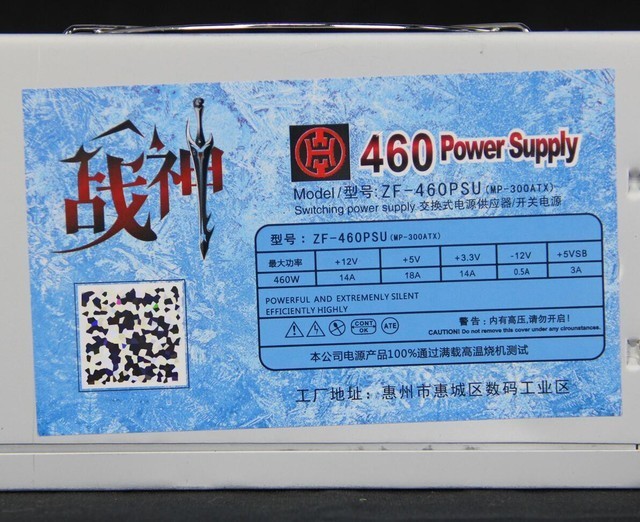 战神
460 Power Supply
Model/型号: ZF-460PSU (MP-300ATX)
Switching power supply 交换式电源供应器/开关电源
型号: ZF-460PSU (MP-300ATX)
最大功率 +12V +5V +3.3V -12V +5VSB
460W 14A 18A 14A 0.5A 3A
POWERFUL AND EXTREMENLY SILENT
EFFICIENTLY HIGHLY
警告: 内有高压,请勿开启!
CONT OK ATE
CAUTION! Do not remove this cover under any circumstances.
本公司电源产品100%通过满载高温烧机测试
工厂地址: 惠州市惠城区数码工业区